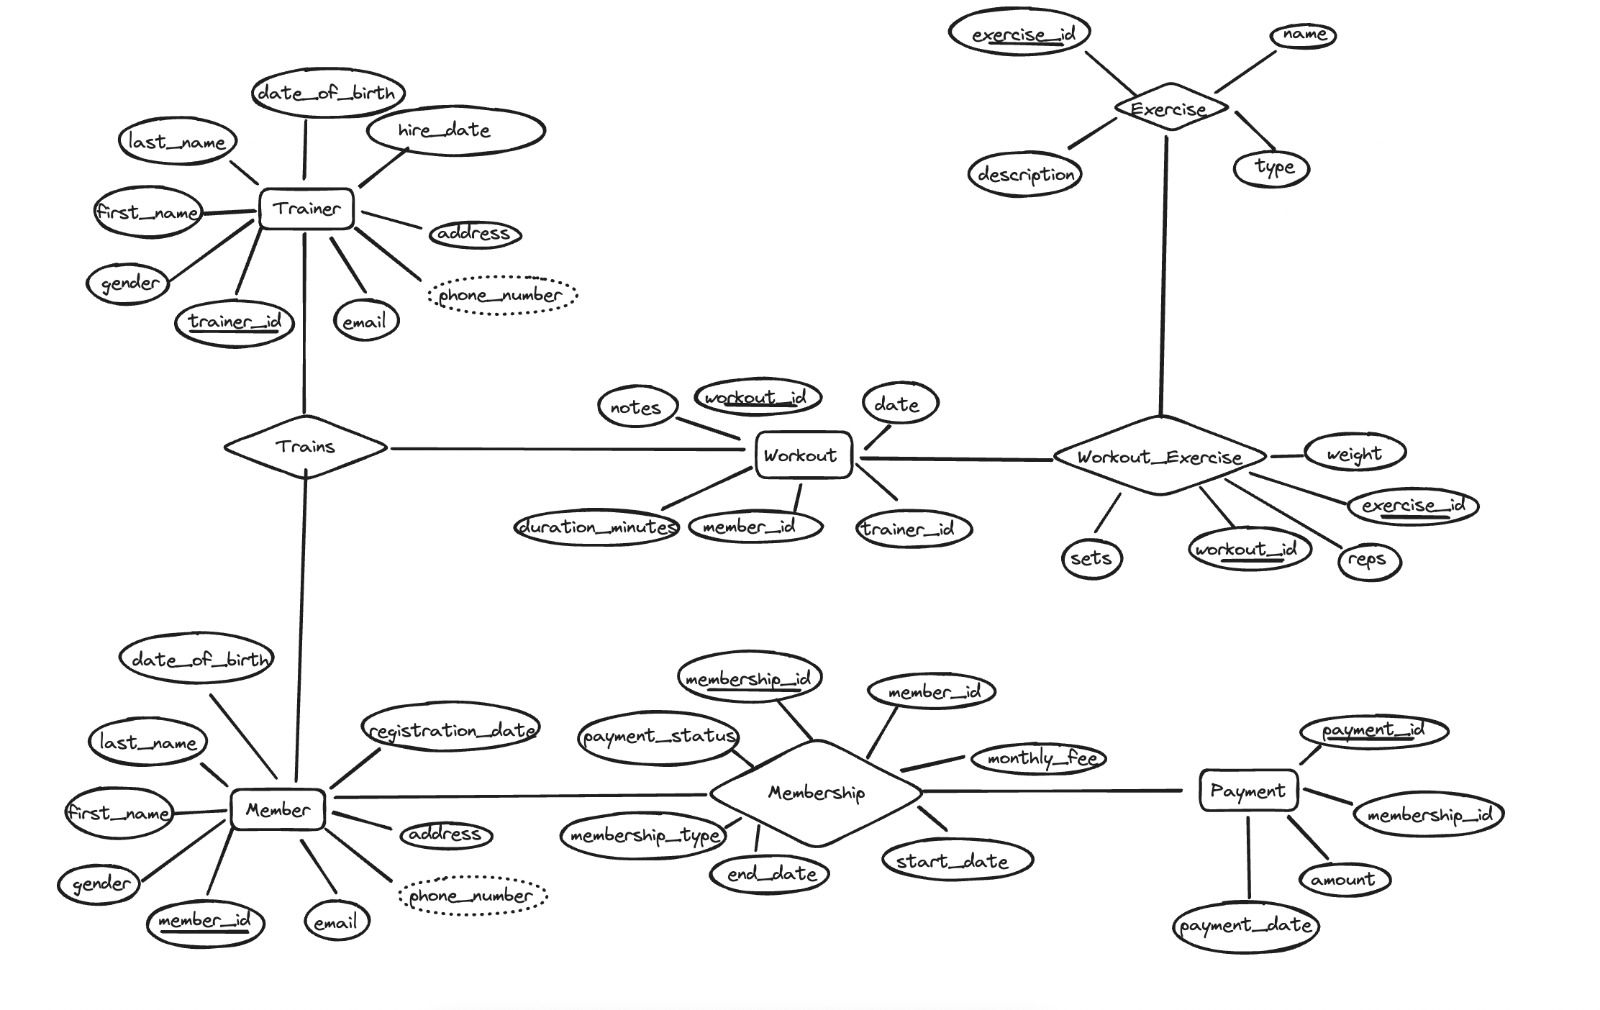 exercise_id
name
Exercise
description
type
date_of_birth
hire_date
last_name
first_name
Trainer
address
gender
phone_number
trainer_id
email
Trains
notes
workout_id
date
Workout
duration_minutes
member_id
trainer_id
Workout_Exercise
weight
exercise_id
sets
workout_id
reps
date_of_birth
last_name
registration_date
first_name
Member
address
gender
phone_number
member_id
email
membership_id
member_id
payment_status
monthly_fee
Membership
membership_type
end_date
start_date
payment_id
Payment
membership_id
amount
payment_date